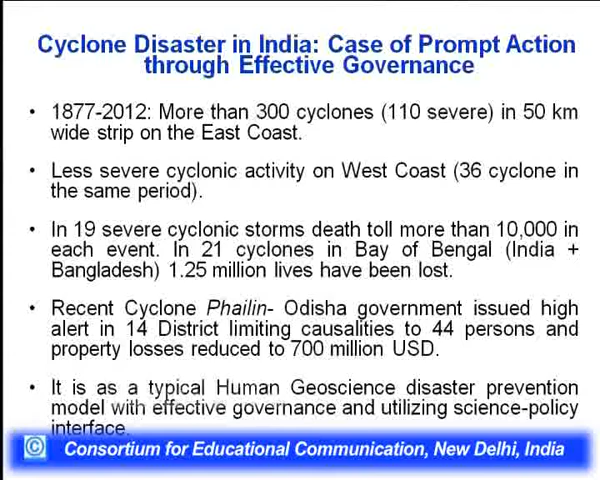 Cyclone Disaster in India: Case of Prompt Action
through Effective Governance
• 1877-2012: More than 300 cyclones (110 severe) in 50 km
wide strip on the East Coast.
• Less severe cyclonic activity on West Coast (36 cyclone in
the same period).
• In 19 severe cyclonic storms death toll more than 10,000 in
each event. In 21 cyclones in Bay of Bengal (India +
Bangladesh) 1.25 million lives have been lost.
• Recent Cyclone Phailin- Odisha government issued high
alert in 14 District limiting causalities to 44 persons and
property losses reduced to 700 million USD.
• It is as a typical Human Geoscience disaster prevention
model with effective governance and utilizing science-policy
interface.
© Consortium for Educational Communication, New Delhi, India